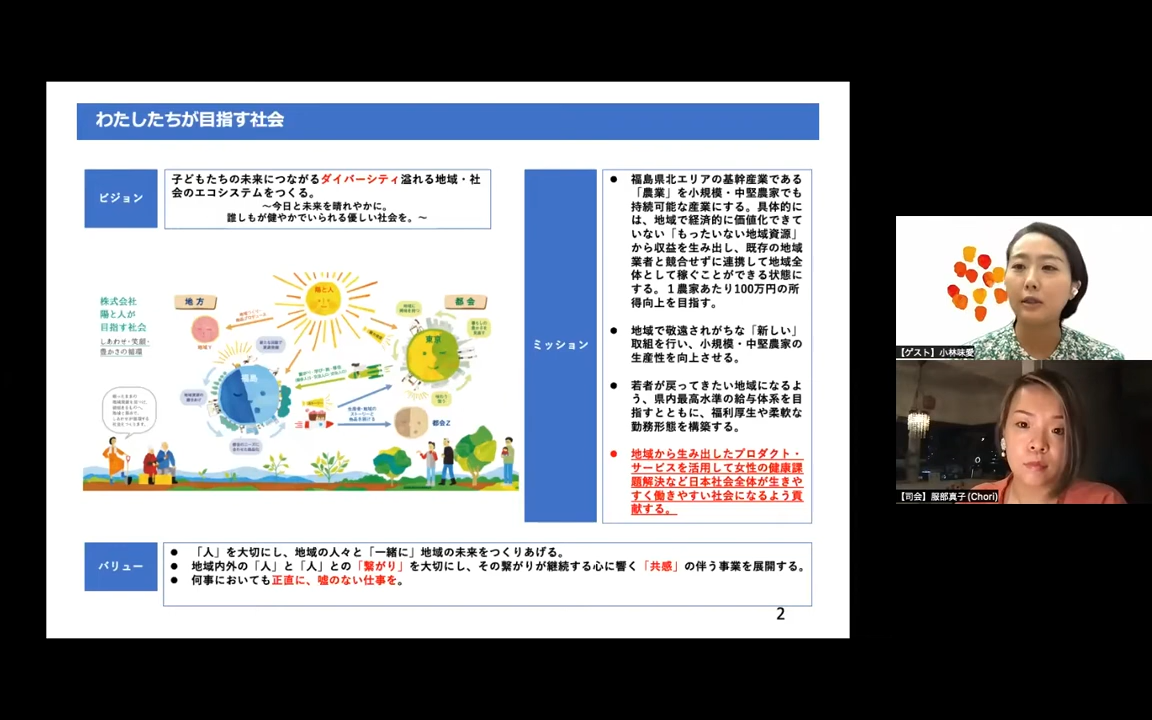 わたしたちが目指す社会
ビジョン
子どもたちの未来につながるダイバーシティ溢れる地域・社
会のエコシステムをつくる。
～今日と未来を晴れやかに。
誰しもが健やかでいられる優しい社会を。～
株式会社
陽と人が
目指す社会
しあわせ・笑顔・
豊かさの循環
地方
陽と人
都会
東京
福島
都会Z
ミッション
● 福島県北エリアの基幹産業である
「農業」を小規模・中堅農家でも
持続可能な産業にする。具体的に
は、地域で経済的に価値化できて
いない「もったいない地域資源」
から収益を生み出し、既存の地域
業者と競合せずに連携して地域全
体として稼ぐことができる状態に
する。１農家あたり100万円の所
得向上を目指す。
● 地域で敬遠されがちな「新しい」
取組を行い、小規模・中堅農家の
生産性を向上させる。
● 若者が戻ってきたい地域になるよ
う、県内最高水準の給与体系を目
指すとともに、福利厚生や柔軟な
勤務形態を構築する。
● 地域から生み出したプロダクト・
サービスを活用して女性の健康課
題解決など日本社会全体が生きや
すく働きやすい社会になるよう貢
献する。
バリュー
● 「人」を大切にし、地域の人々と「一緒に」地域の未来をつくりあげる。
● 地域内外の「人」と「人」との「繋がり」を大切にし、その繋がりが継続する心に響く「共感」の伴う事業を展開する。
● 何事においても正直に、嘘のない仕事を。
2
【ゲスト】小林味愛
【司会】服部真子(Chori)